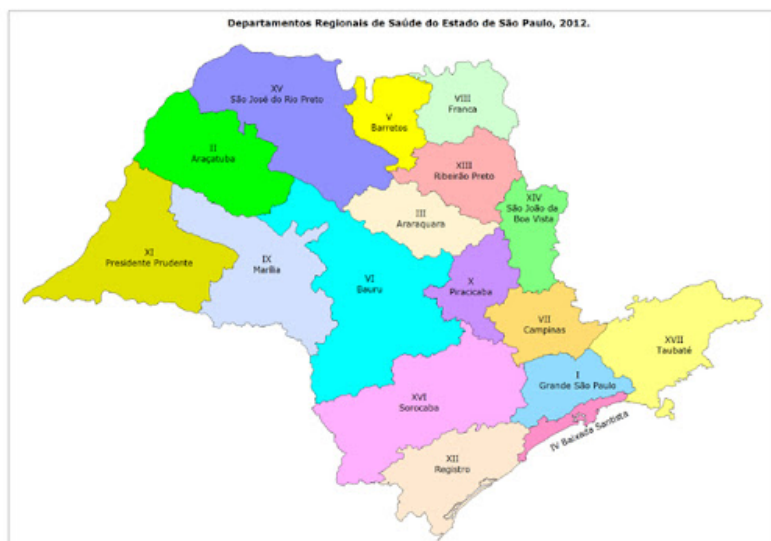 Departamentos Regionais de Saúde do Estado de São Paulo, 2012.
XV
São José do Rio Preto
V
Barretos
VIII
Franca
II
Araçatuba
XIII
Ribeirão Preto
XIV
São João da
Boa Vista
III
Araraquara
XI
Presidente Prudente
IX
Marília
VI
Bauru
X
Piracicaba
VII
Campinas
XVII
Taubaté
I
Grande São Paulo
XVI
Sorocaba
IV Baixada Santista
XII
Registro